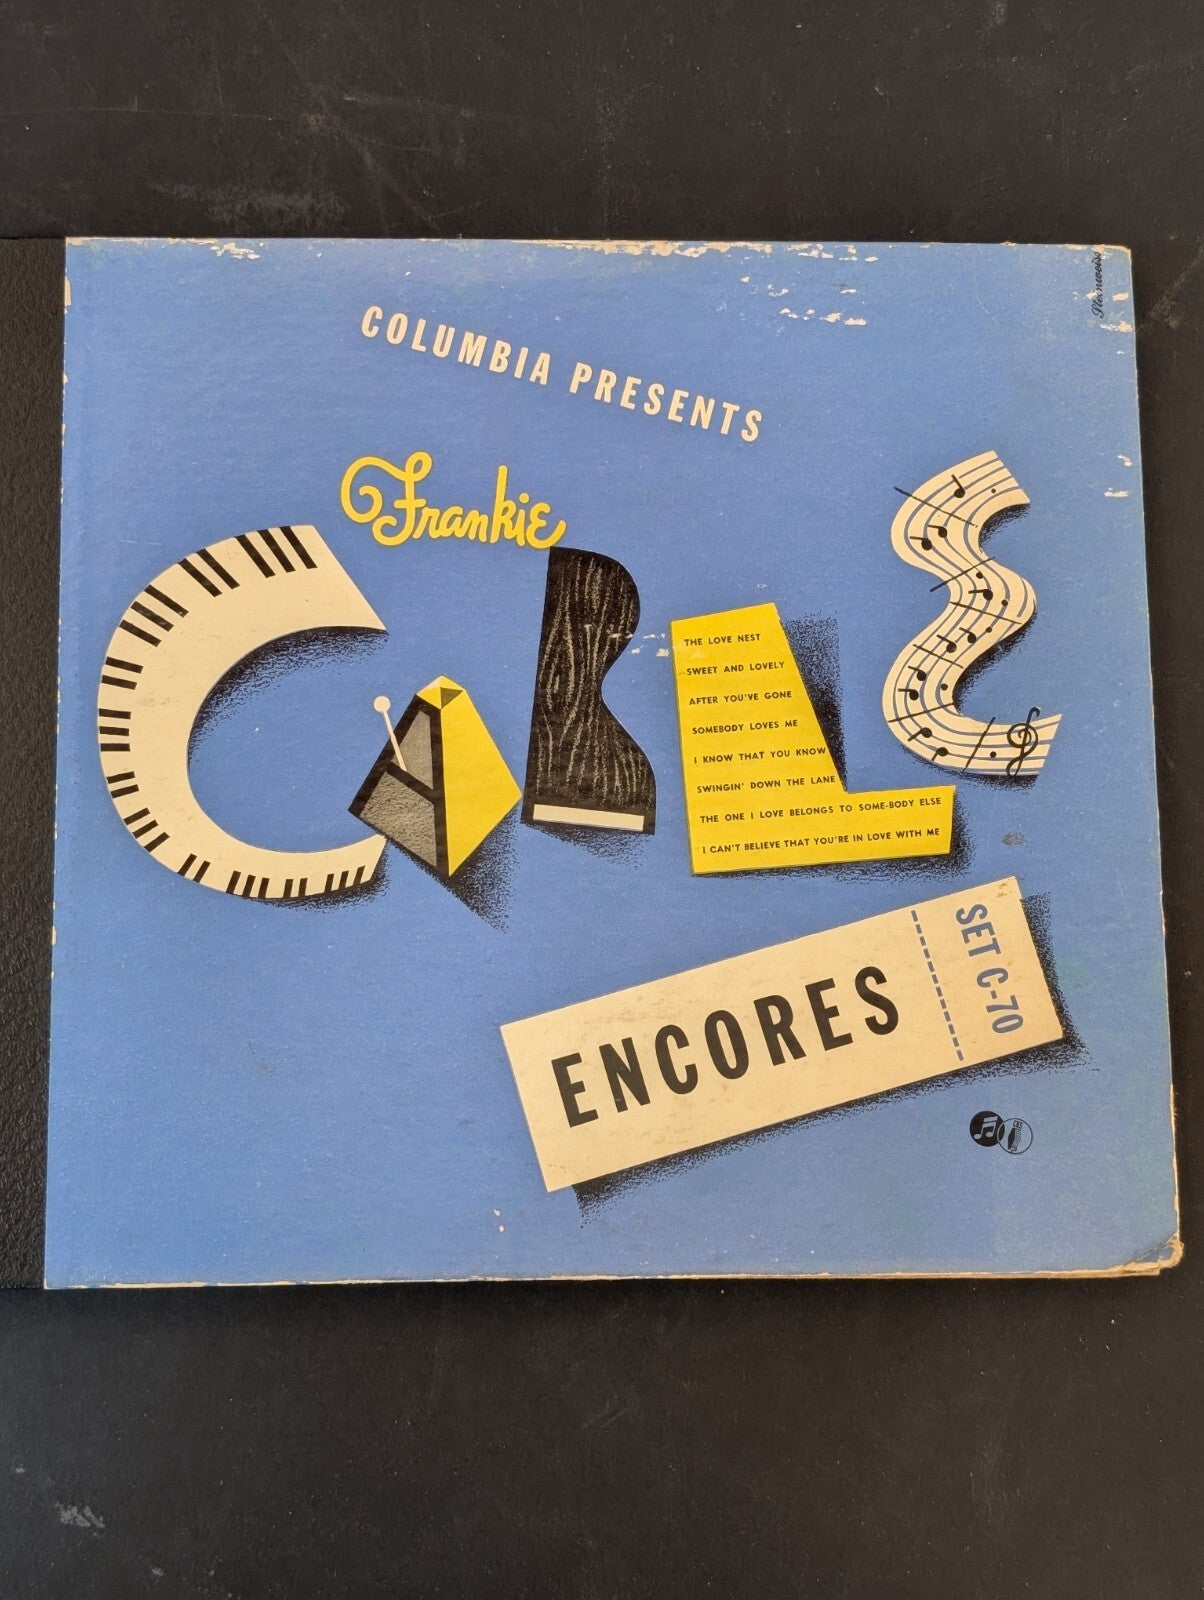 Steinweiss
COLUMBIA PRESENTS
Frankie
CARLE
THE LOVE NEST
SWEET AND LOVELY
AFTER YOU'VE GONE
SOMEBODY LOVES ME
I KNOW THAT YOU KNOW
SWINGIN' DOWN THE LANE
THE ONE I LOVE BELONGS TO SOME-BODY ELSE
I CAN'T BELIEVE THAT YOU'RE IN LOVE WITH ME
ENCORES
SET C-70